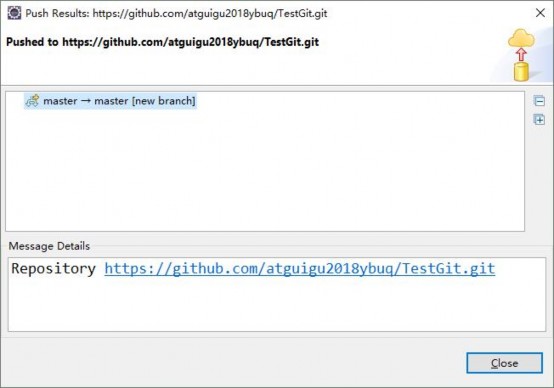 Push Results: https://github.com/atguigu2018ybuq/TestGit.git
Pushed to https://github.com/atguigu2018ybuq/TestGit.git
master → master [new branch]
Message Details
Repository https://github.com/atguigu2018ybuq/TestGit.git
Close